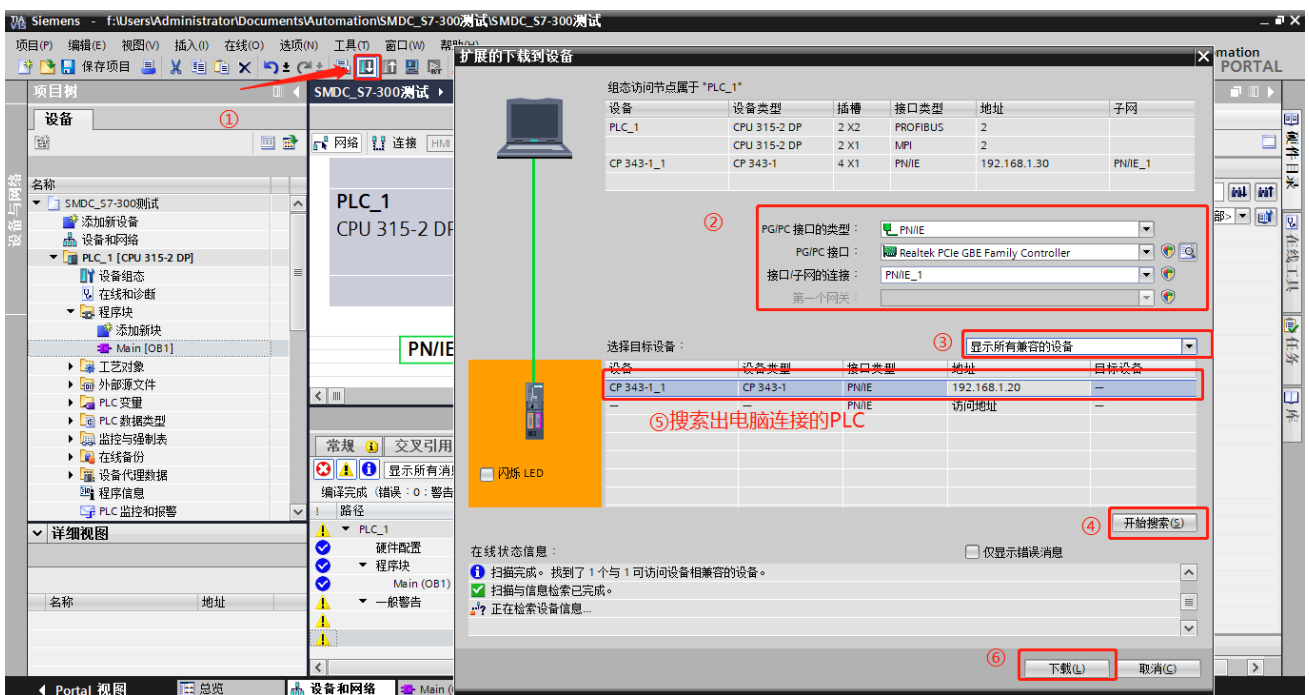 Siemens - f:\Users\Administrator\Documents\Automation\SMDC_S7-300测试\SMDC_S7-300测试
项目(P) 编辑(E) 视图(V) 插入(I) 在线(O) 选项(N) 工具(T) 窗口(W)
保存项目
PORTAL
项目树
设备
①
名称
SMDC_S7-300测试
添加新设备
设备和网络
PLC_1 [CPU 315-2 DP]
设备组态
在线和诊断
程序块
添加新块
Main [OB1]
工艺对象
外部源文件
PLC 变量
PLC 数据类型
监控与强制表
在线备份
设备代理数据
程序信息
PLC 监控和报警
详细视图
名称 地址
设备与网络
SMDC_S7-300测试
网络 连接 HMI
PLC_1
CPU 315-2 DP
PN/IE
常规 交叉引用
显示所有消
编译完成（错误：0；警告
! 路径
PLC_1
硬件配置
程序块
Main (OB1)
一般警告
扩展的下载到设备
组态访问节点属于 "PLC_1"
设备 设备类型 插槽 接口类型 地址 子网
PLC_1 CPU 315-2 DP 2 X2 PROFIBUS 2
CPU 315-2 DP 2 X1 MPI 2
CP 343-1_1 CP 343-1 4 X1 PN/IE 192.168.1.30 PN/IE_1
②
PG/PC 接口的类型： PN/IE
PG/PC 接口： Realtek PCIe GBE Family Controller
接口/子网的连接： PN/IE_1
第一个网关：
选择目标设备：
③
显示所有兼容的设备
设备 设备类型 接口类型 地址 目标设备
CP 343-1_1 CP 343-1 PN/IE 192.168.1.20 —
— — PN/IE 访问地址 —
⑤搜索出电脑连接的PLC
闪烁 LED
④
开始搜索(S)
在线状态信息：
仅显示错误消息
扫描完成。找到了 1 个与 1 可访问设备相兼容的设备。
扫描与信息检索已完成。
正在检索设备信息...
⑥
下载(L)
取消(C)
硬件目录
在线工具
任务
库
Portal 视图 总览 设备和网络 Main (